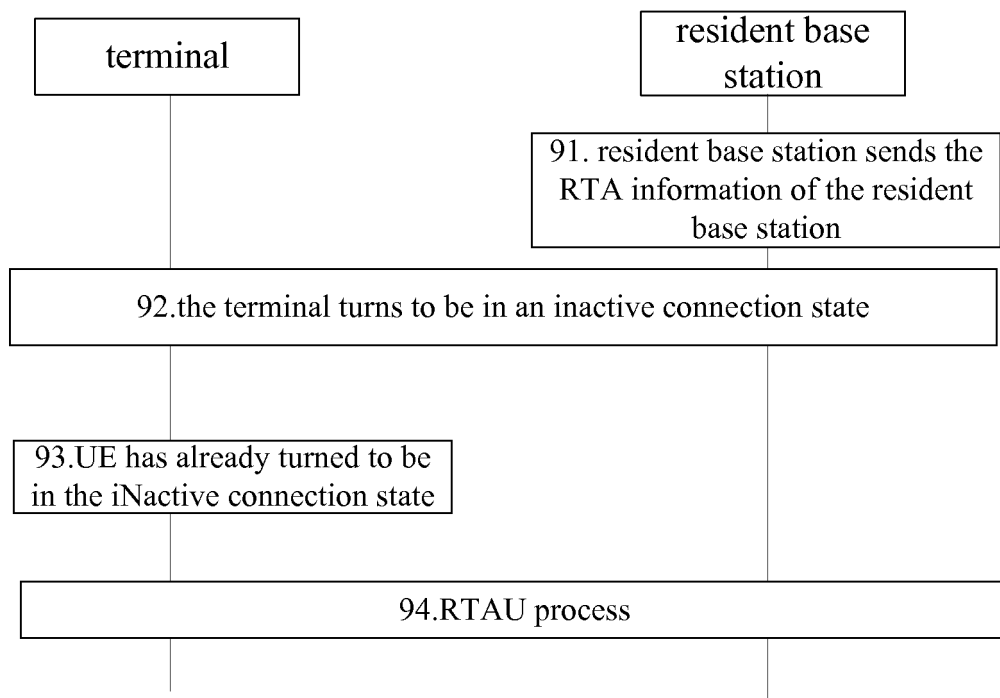 terminal
resident base
station
91. resident base station sends the
RTA information of the resident
base station
92.the terminal turns to be in an inactive connection state
93.UE has already turned to be
in the iNactive connection state
94.RTAU process